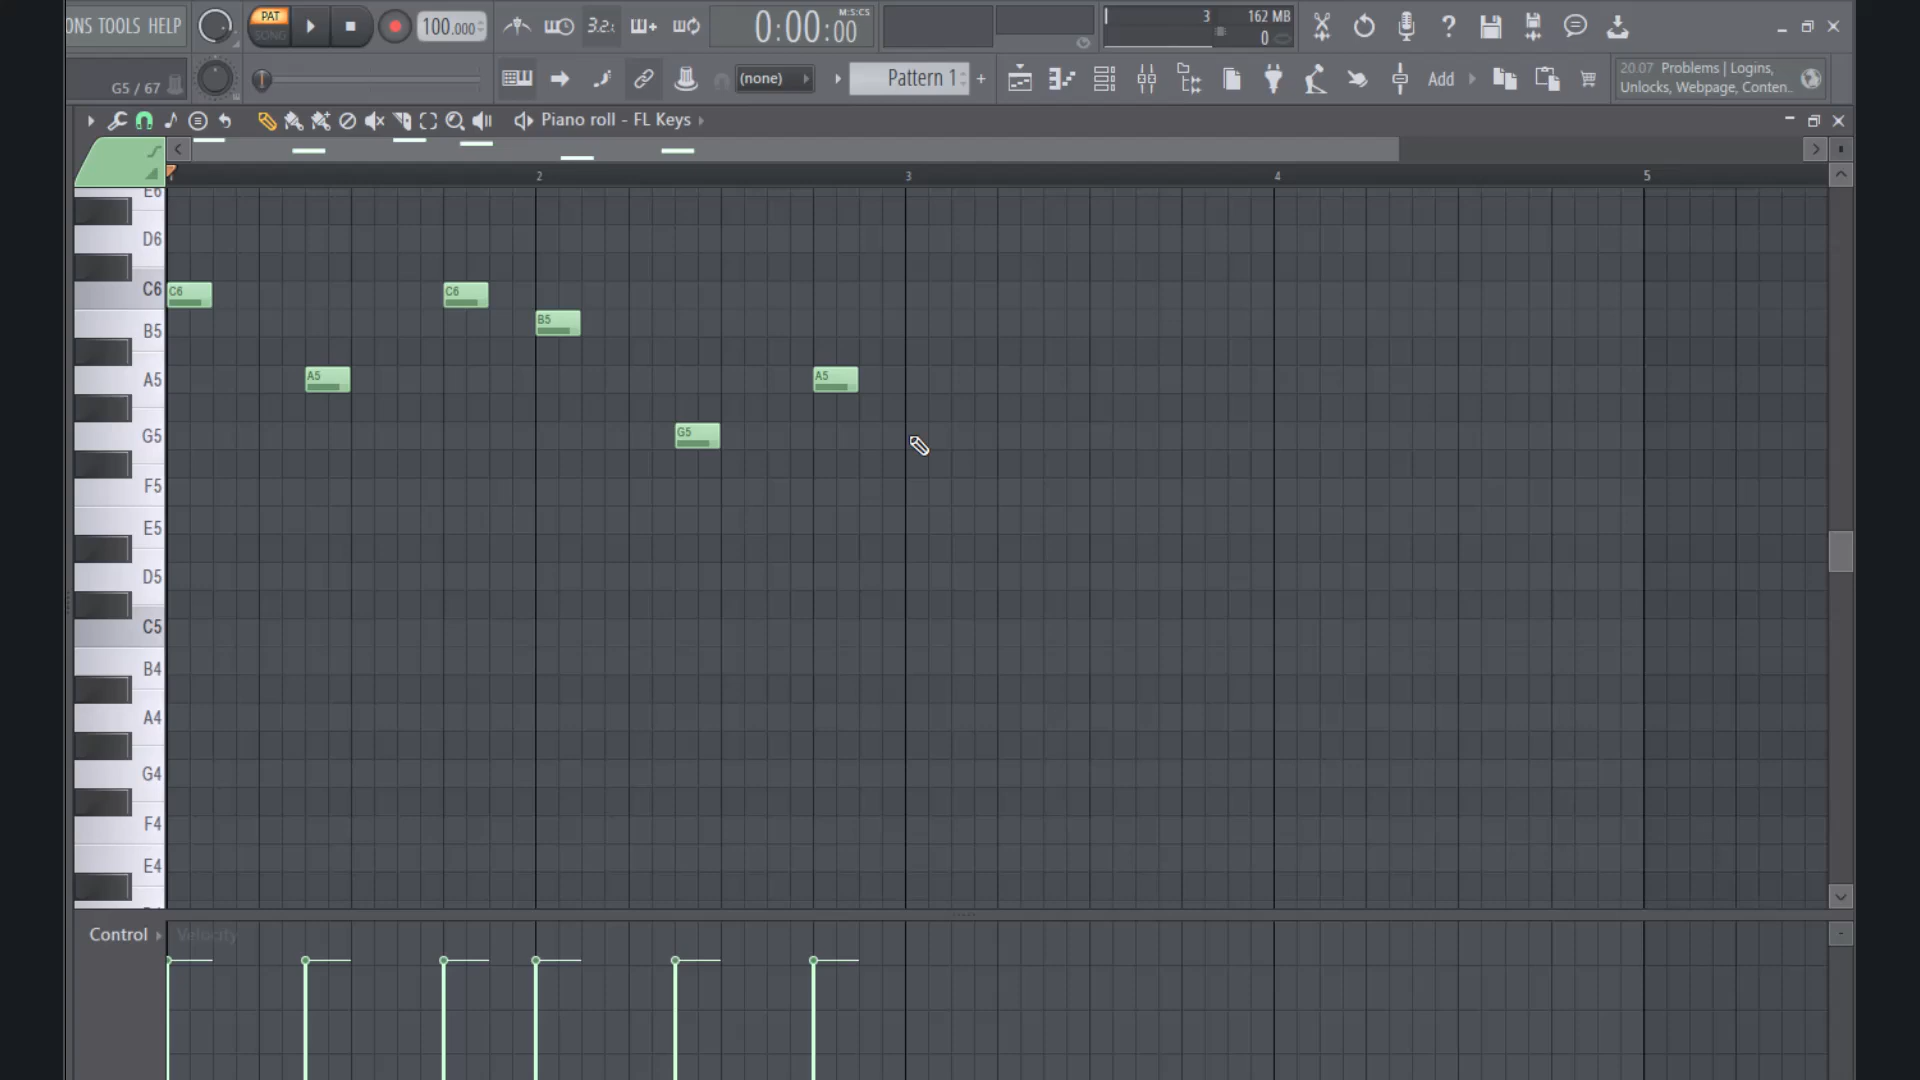 ONS TOOLS HELP
PAT
SONG
100.000
3.2.
0:00:00
M:S:CS
3
162 MB
0
G5 / 67
(none)
Pattern 1
Add
20.07 Problems | Logins,
Unlocks, Webpage, Conten..
Piano roll - FL Keys
1
2
3
4
5
E6
D6
C6
C6
C6
B5
B5
A5
A5
A5
G5
G5
F5
E5
D5
C5
B4
A4
G4
F4
E4
Control
Velocity